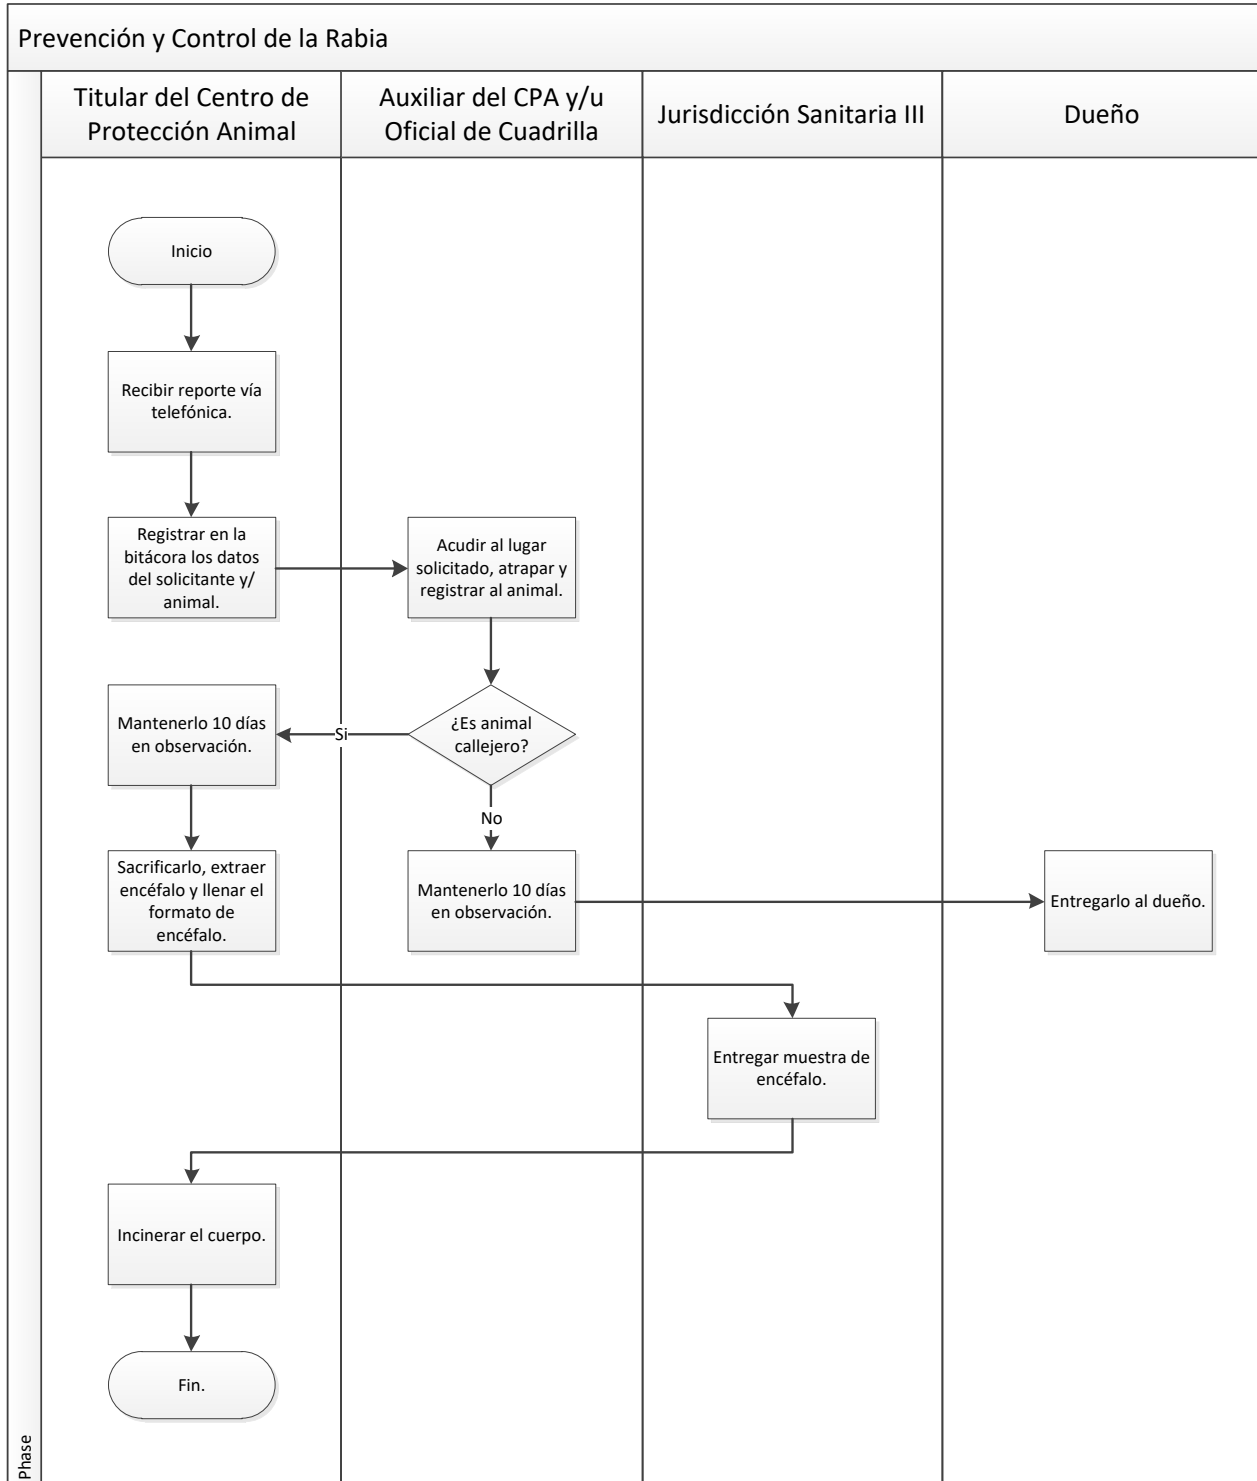 Prevención y Control de la Rabia
Titular del Centro de
Protección Animal
Auxiliar del CPA y/u
Oficial de Cuadrilla
Jurisdicción Sanitaria III
Dueño
Inicio
Recibir reporte vía
telefónica.
Registrar en la
bitácora los datos
del solicitante y/
animal.
Acudir al lugar
solicitado, atrapar y
registrar al animal.
¿Es animal
callejero?
Si
Mantenerlo 10 días
en observación.
No
Sacrificarlo, extraer
encéfalo y llenar el
formato de
encéfalo.
Mantenerlo 10 días
en observación.
Entregarlo al dueño.
Entregar muestra de
encéfalo.
Incinerar el cuerpo.
Fin.
Phase